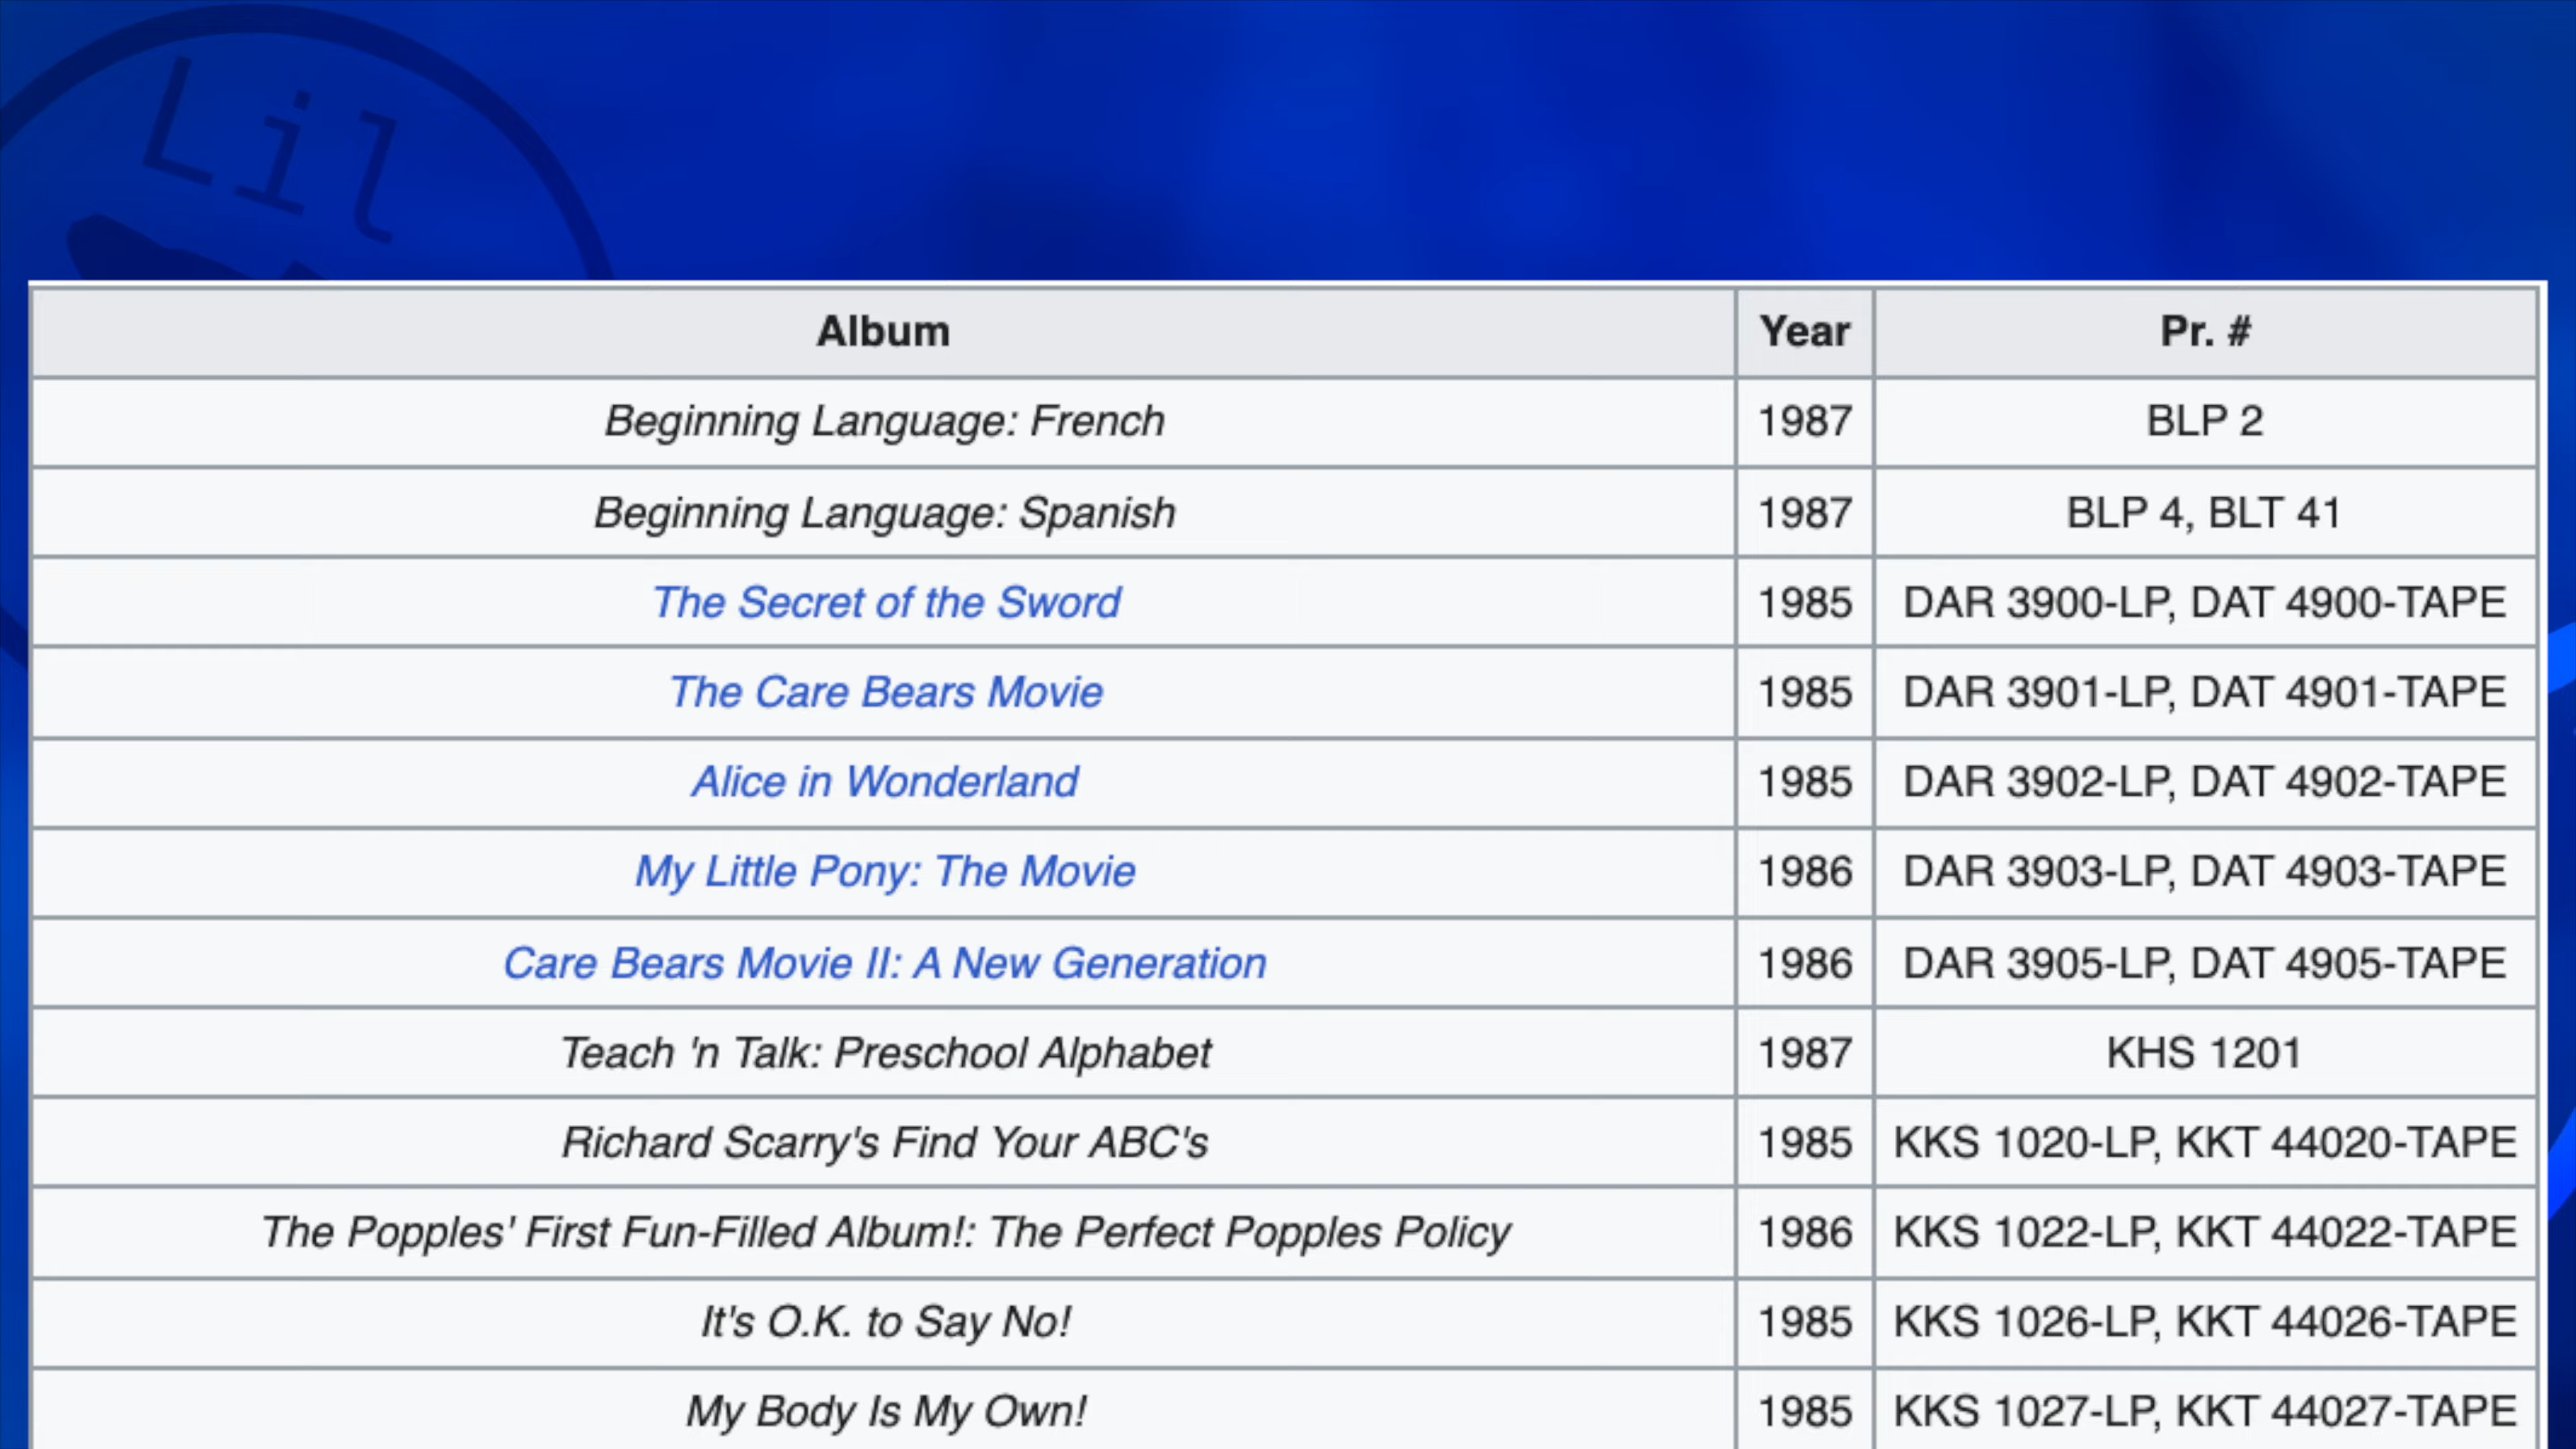 Lil
Album Year Pr. #
Beginning Language: French 1987 BLP 2
Beginning Language: Spanish 1987 BLP 4, BLT 41
The Secret of the Sword 1985 DAR 3900-LP, DAT 4900-TAPE
The Care Bears Movie 1985 DAR 3901-LP, DAT 4901-TAPE
Alice in Wonderland 1985 DAR 3902-LP, DAT 4902-TAPE
My Little Pony: The Movie 1986 DAR 3903-LP, DAT 4903-TAPE
Care Bears Movie II: A New Generation 1986 DAR 3905-LP, DAT 4905-TAPE
Teach 'n Talk: Preschool Alphabet 1987 KHS 1201
Richard Scarry's Find Your ABC's 1985 KKS 1020-LP, KKT 44020-TAPE
The Popples' First Fun-Filled Album!: The Perfect Popples Policy 1986 KKS 1022-LP, KKT 44022-TAPE
It's O.K. to Say No! 1985 KKS 1026-LP, KKT 44026-TAPE
My Body Is My Own! 1985 KKS 1027-LP, KKT 44027-TAPE